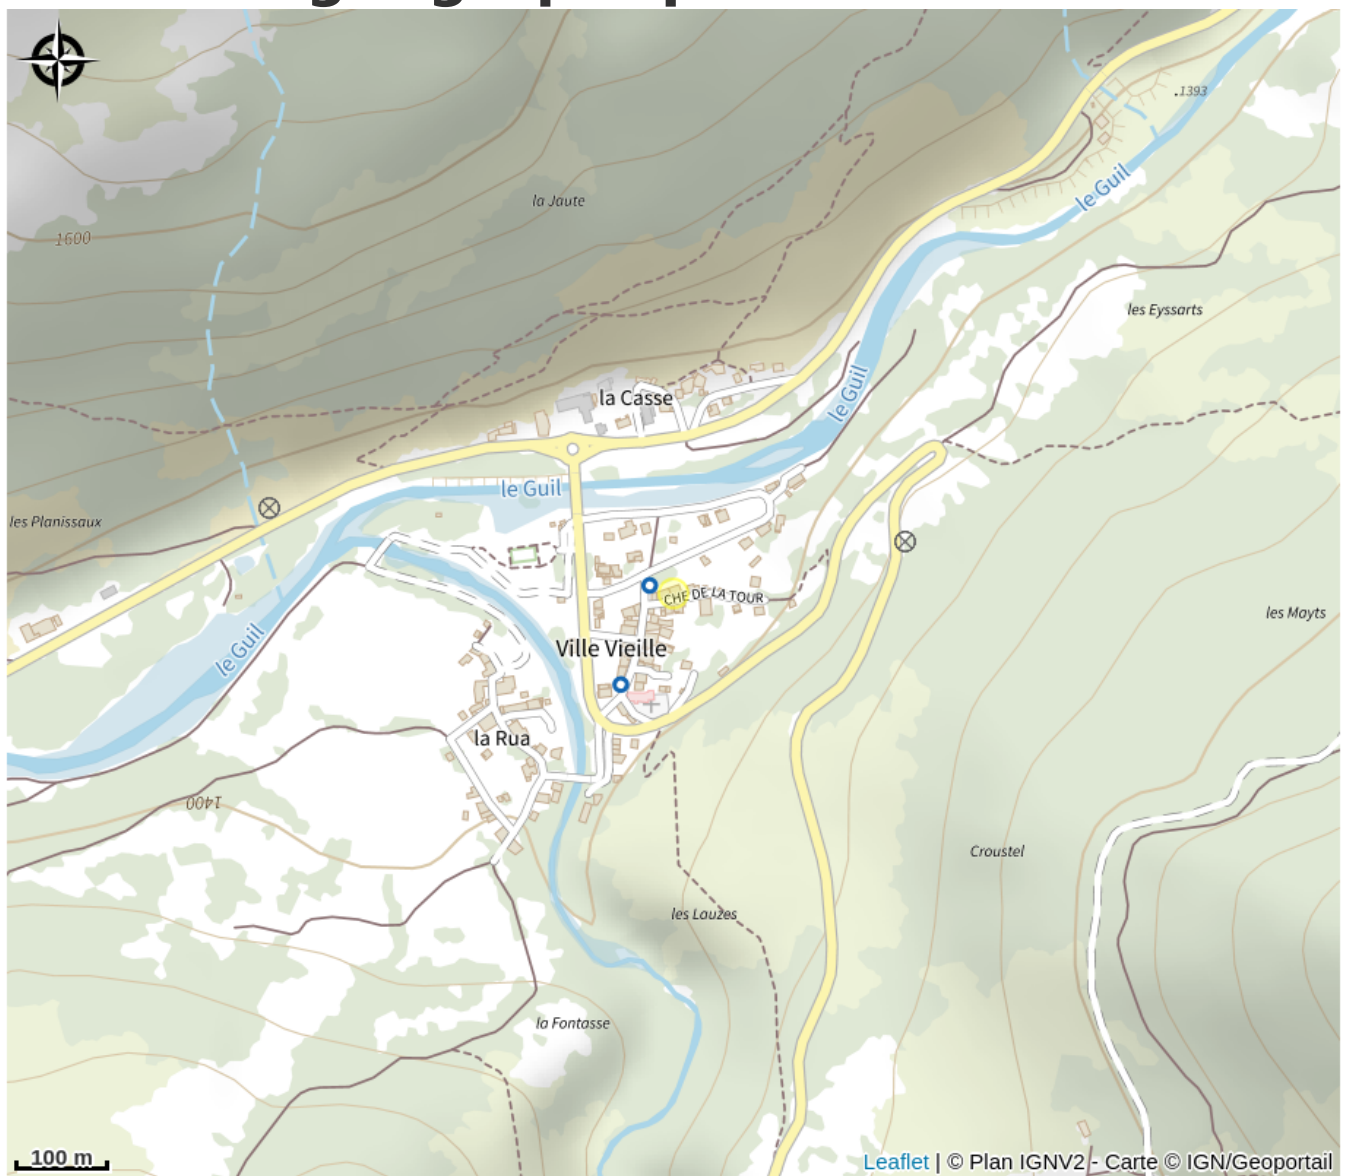 .1393
la Jaute
le Guil
1600
les Eyssarts
la Casse
le Guil
le Guil
les Planissaux
CHE DE LA TOUR
les Mayts
le Guil
Ville Vieille
la Rua
1400
Croustel
les Lauzes
la Fontasse
100 m
Leaflet | © Plan IGNV2 - Carte © IGN/Geoportail